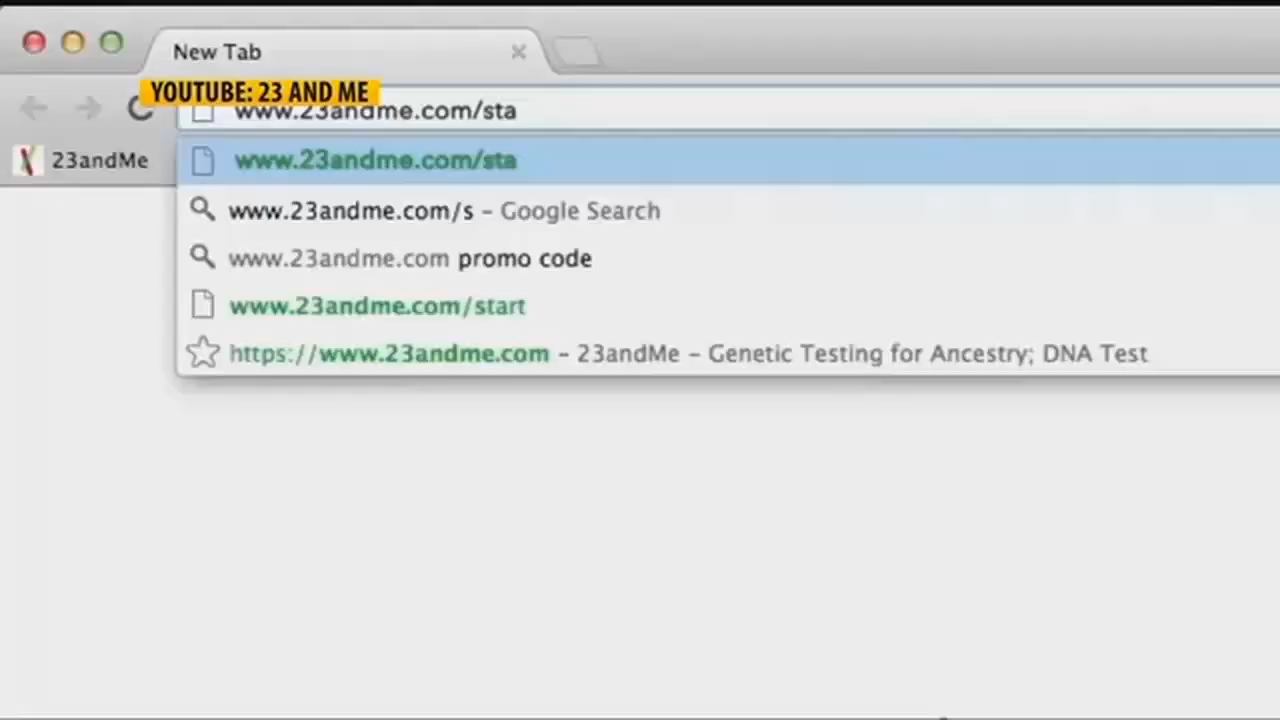 New Tab
YOUTUBE: 23 AND ME
www.23andme.com/sta
23andMe
www.23andme.com/sta
www.23andme.com/s - Google Search
www.23andme.com promo code
www.23andme.com/start
https://www.23andme.com - 23andMe - Genetic Testing for Ancestry; DNA Test